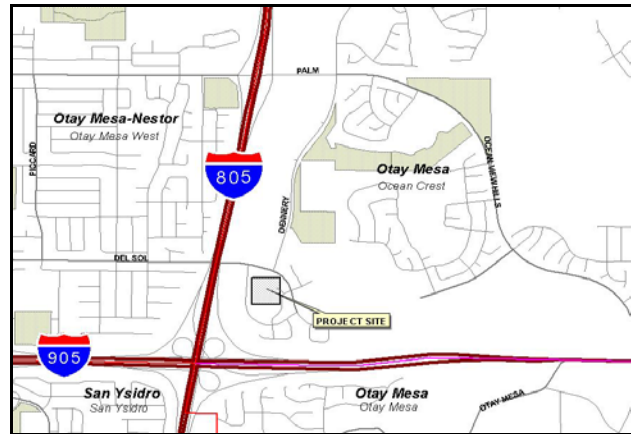 PALM
Otay Mesa-Nestor
Otay Mesa West
PICCARD
805
Otay Mesa
Ocean Crest
OCEAN VIEW HILLS
DENNERY
DEL SOL
PROJECT SITE
905
San Ysidro
San Ysidro
Otay Mesa
Otay Mesa
OTAY MESA